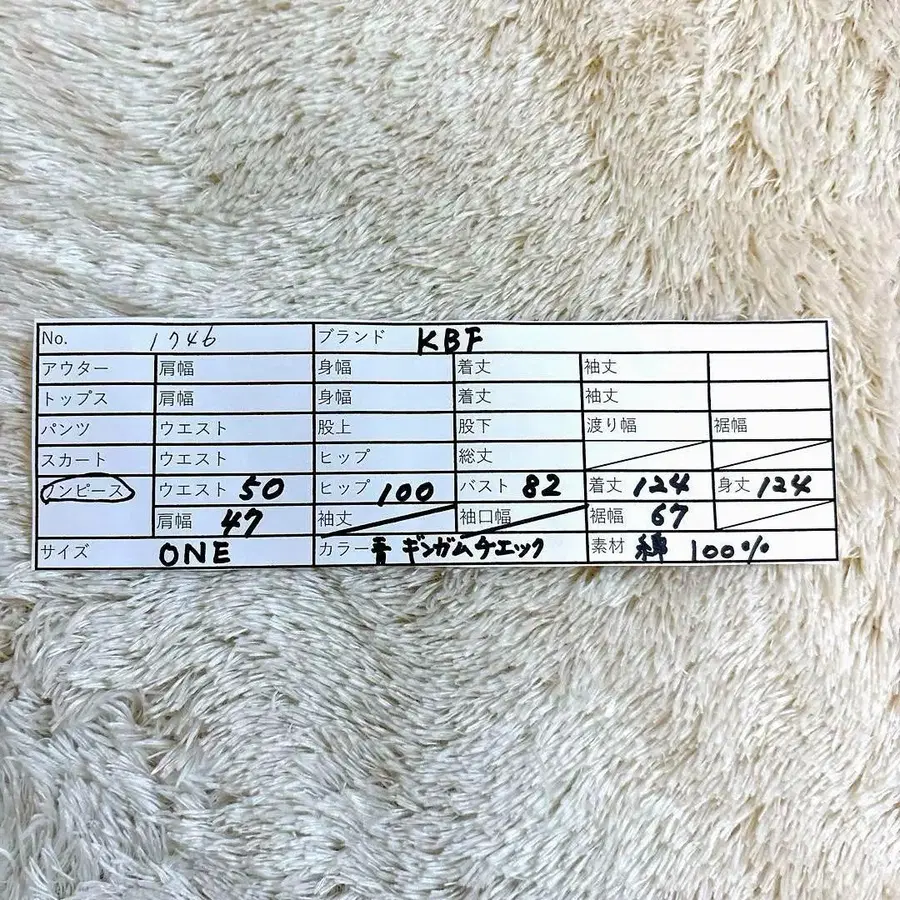 No. 1746 ブランド KBF
アウター 肩幅 身幅 着丈 袖丈
トップス 肩幅 身幅 着丈 袖丈
パンツ ウエスト 股上 股下 渡り幅 裾幅
スカート ウエスト ヒップ 総丈
ワンピース ウエスト 50 ヒップ 100 バスト 82 着丈 124 身丈 124
肩幅 47 袖丈 袖口幅 裾幅 67
サイズ ONE カラー 青 ギンガムチエック 素材 綿 100%